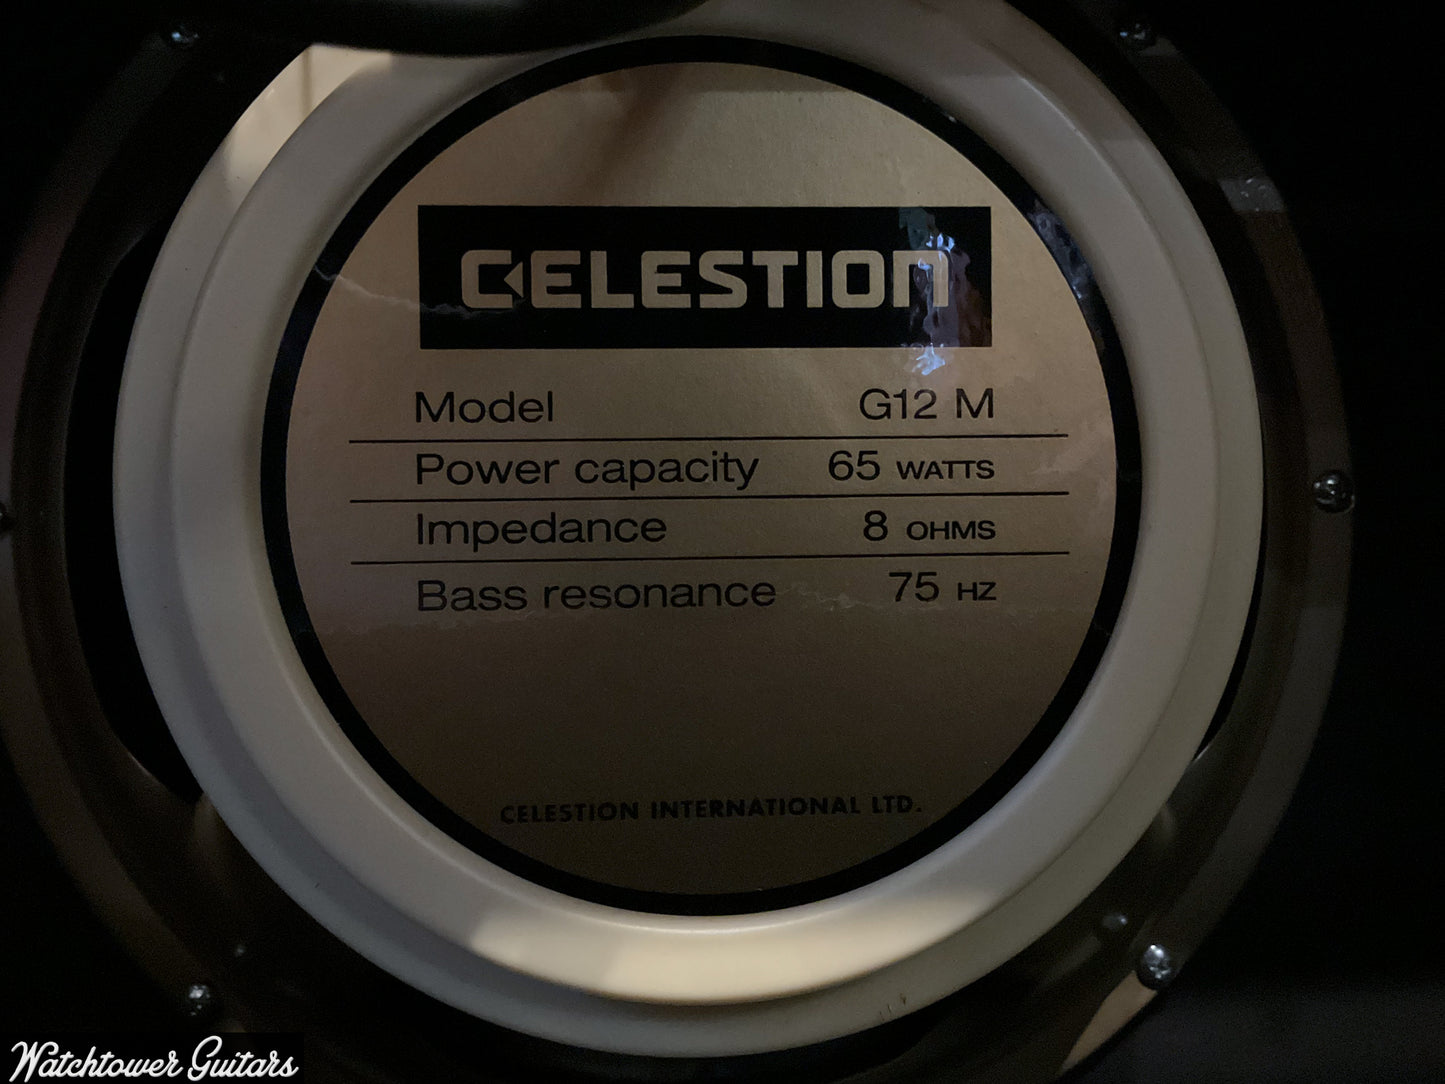 CELESTION
Model G12 M
Power capacity 65 WATTS
Impedance 8 OHMS
Bass resonance 75 HZ
CELESTION INTERNATIONAL LTD.
Watchtower Guitars